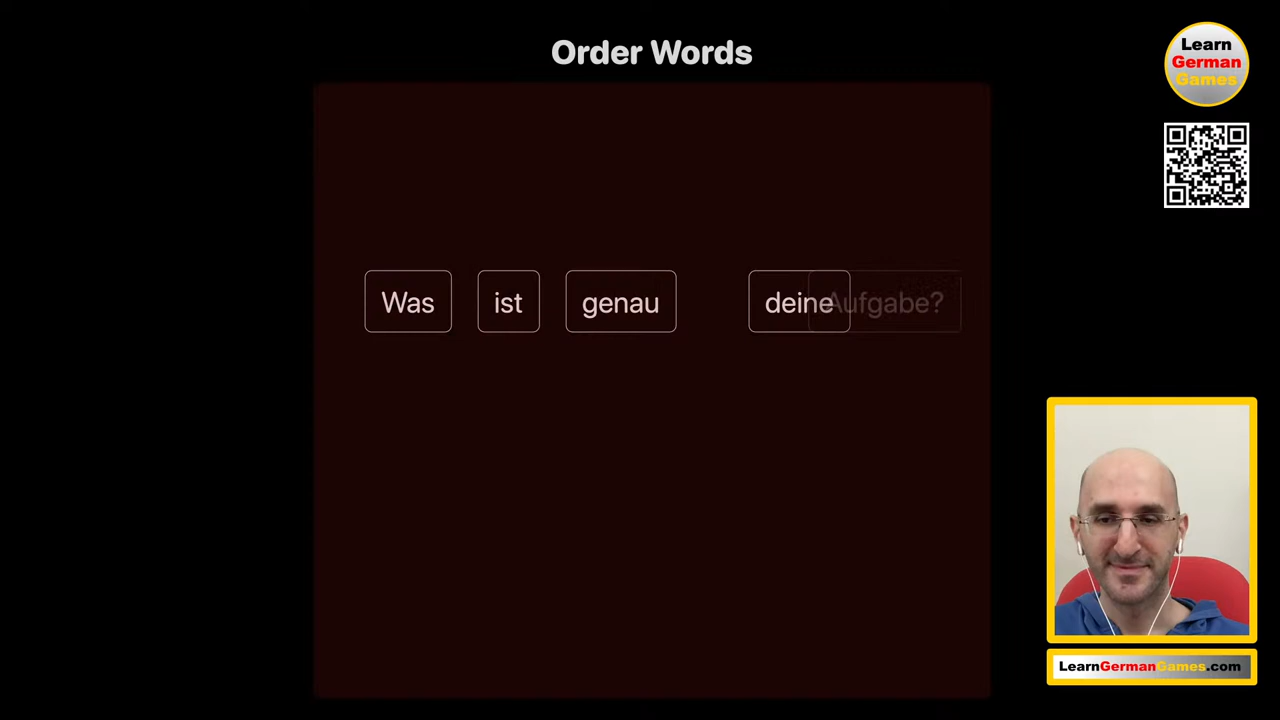 Order Words
Learn
German
Games
Was ist genau deine Aufgabe?
LearnGermanGames.com